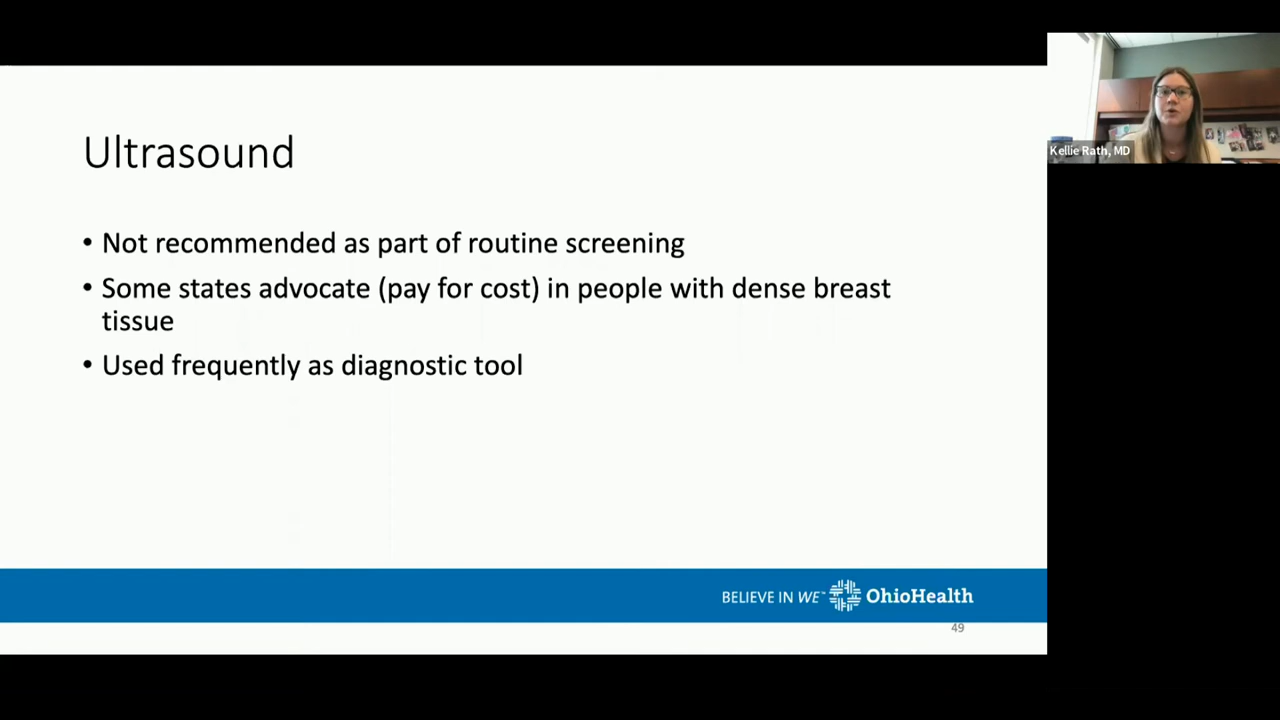 Ultrasound
• Not recommended as part of routine screening
• Some states advocate (pay for cost) in people with dense breast
tissue
• Used frequently as diagnostic tool
BELIEVE IN WE™ OhioHealth
49
Kellie Rath, MD